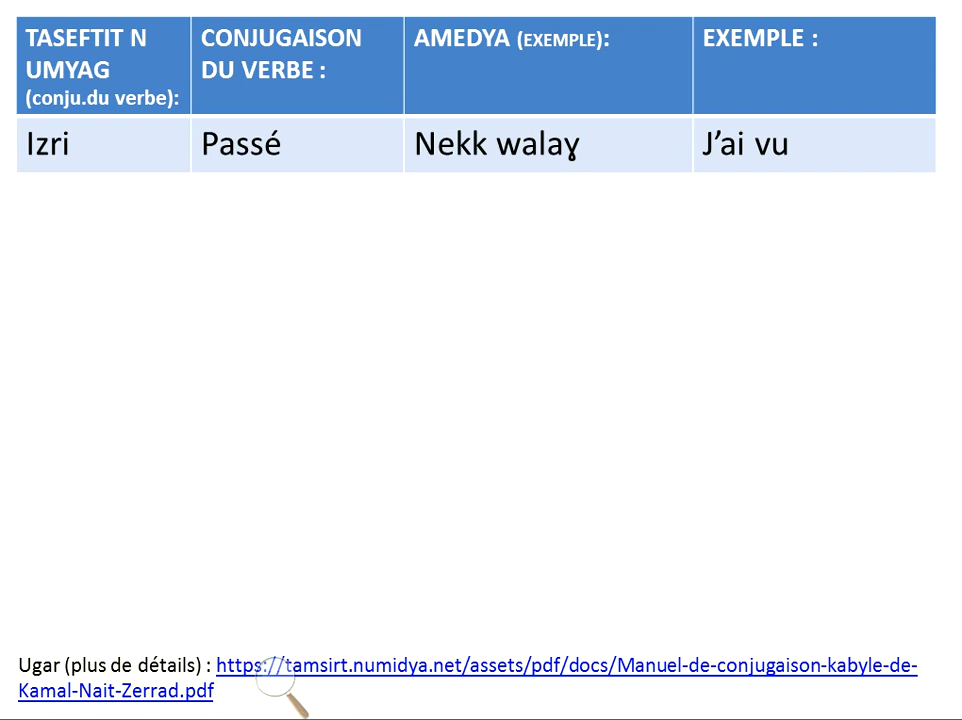 TASEFTIT N
UMYAG
(conju.du verbe):
CONJUGAISON
DU VERBE :
AMEDYA (EXEMPLE):
EXEMPLE :
Izri
Passé
Nekk walaɣ
J’ai vu
Ugar (plus de détails) : https://tamsirt.numidya.net/assets/pdf/docs/Manuel-de-conjugaison-kabyle-de-
Kamal-Nait-Zerrad.pdf